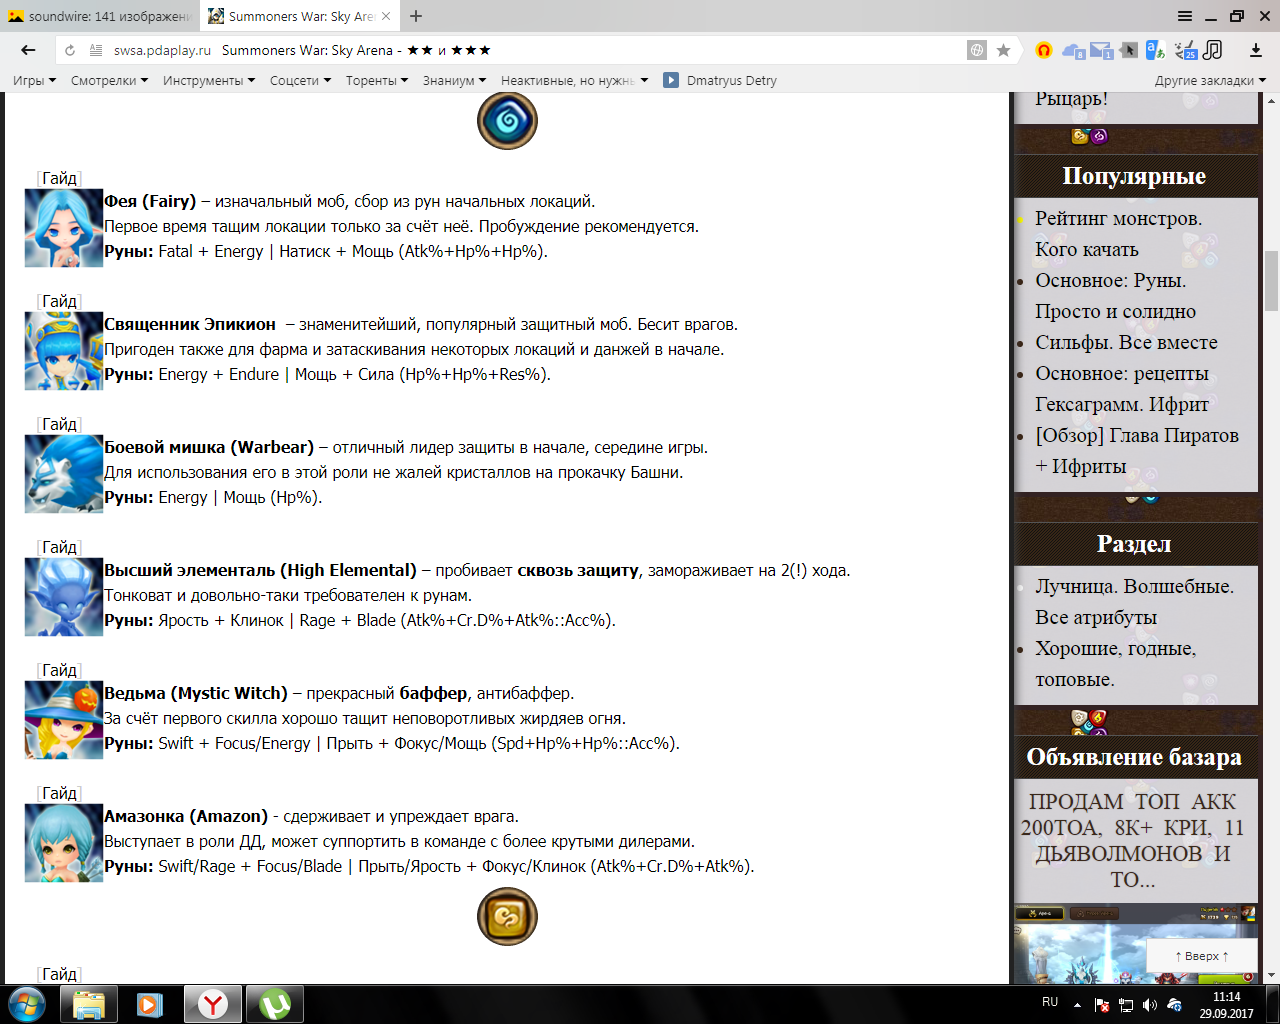 soundwire: 141 изображени
Summoners War: Sky Aren
swsa.pdaplay.ru Summoners War: Sky Arena - ★★ и ★★★
8
1
25
Игры
Смотрелки
Инструменты
Соцсети
Торенты
Знаниум
Неактивные, но нужн
Dmatryus Detry
Другие закладки
[Гайд]
Фея (Fairy) – изначальный моб, сбор из рун начальных локаций.
Первое время тащим локации только за счёт неё. Пробуждение рекомендуется.
Руны: Fatal + Energy | Натиск + Мощь (Atk%+Hp%+Hp%).
[Гайд]
Священник Эпикион – знаменитейший, популярный защитный моб. Бесит врагов.
Пригоден также для фарма и затаскивания некоторых локаций и данжей в начале.
Руны: Energy + Endure | Мощь + Сила (Hp%+Hp%+Res%).
[Гайд]
Боевой мишка (Warbear) – отличный лидер защиты в начале, середине игры.
Для использования его в этой роли не жалей кристаллов на прокачку Башни.
Руны: Energy | Мощь (Hp%).
[Гайд]
Высший элементаль (High Elemental) – пробивает сквозь защиту, замораживает на 2(!) хода.
Тонковат и довольно-таки требователен к рунам.
Руны: Ярость + Клинок | Rage + Blade (Atk%+Cr.D%+Atk%::Acc%).
[Гайд]
Ведьма (Mystic Witch) – прекрасный баффер, антибаффер.
За счёт первого скилла хорошо тащит неповоротливых жирдяев огня.
Руны: Swift + Focus/Energy | Прыть + Фокус/Мощь (Spd+Hp%+Hp%::Acc%).
[Гайд]
Амазонка (Amazon) - сдерживает и упреждает врага.
Выступает в роли ДД, может суппортить в команде с более крутыми дилерами.
Руны: Swift/Rage + Focus/Blade | Прыть/Ярость + Фокус/Клинок (Atk%+Cr.D%+Atk%).
[Гайд]
Рыцарь!
Популярные
Рейтинг монстров.
Кого качать
Основное: Руны.
Просто и солидно
Сильфы. Все вместе
Основное: рецепты
Гексаграмм. Ифрит
[Обзор] Глава Пиратов
+ Ифриты
Раздел
Лучница. Волшебные.
Все атрибуты
Хорошие, годные,
топовые.
Объявление базара
ПРОДАМ ТОП АКК
200ТОА, 8К+ КРИ, 11
ДЬЯВОЛМОНОВ И
ТО...
↑ Вверх ↑
RU
11:14
29.09.2017